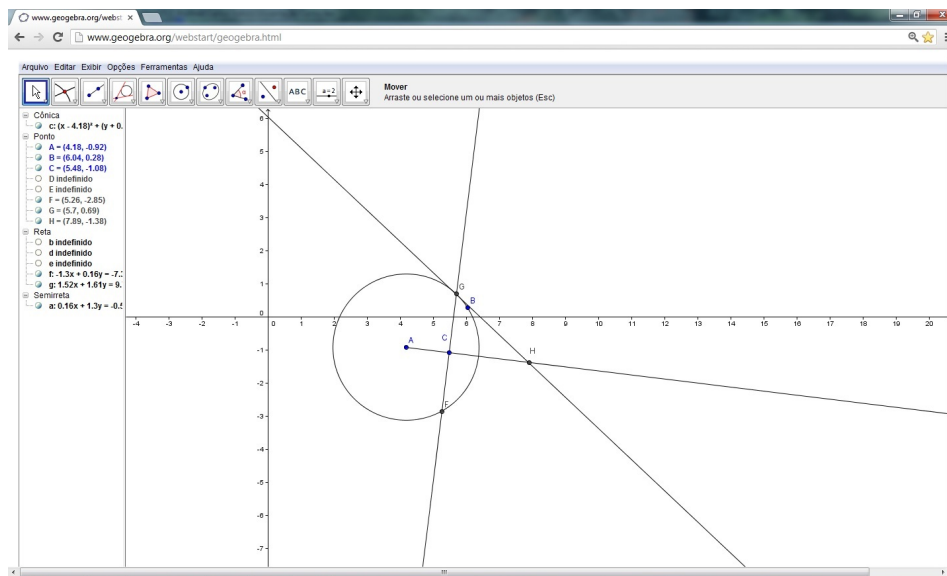 www.geogebra.org/webst
www.geogebra.org/webstart/geogebra.html
Arquivo Editar Exibir Opções Ferramentas Ajuda
ABC
a=2
Mover
Arraste ou selecione um ou mais objetos (Esc)
Cônica
c: (x - 4.18)² + (y + 0.
Ponto
A = (4.18, -0.92)
B = (6.04, 0.28)
C = (5.48, -1.08)
D indefinido
E indefinido
F = (5.26, -2.85)
G = (5.7, 0.69)
H = (7.89, -1.38)
Reta
b indefinido
d indefinido
e indefinido
f: -1.3x + 0.16y = -7.
g: 1.52x + 1.61y = 9.
Semirreta
a: 0.16x + 1.3y = -0.
6
5
4
3
2
1
0
-1
-2
-3
-4
-5
-6
-7
-4 -3 -2 -1 0 1 2 3 4 5 6 7 8 9 10 11 12 13 14 15 16 17 18 19 20
G
B
A
C
H
F